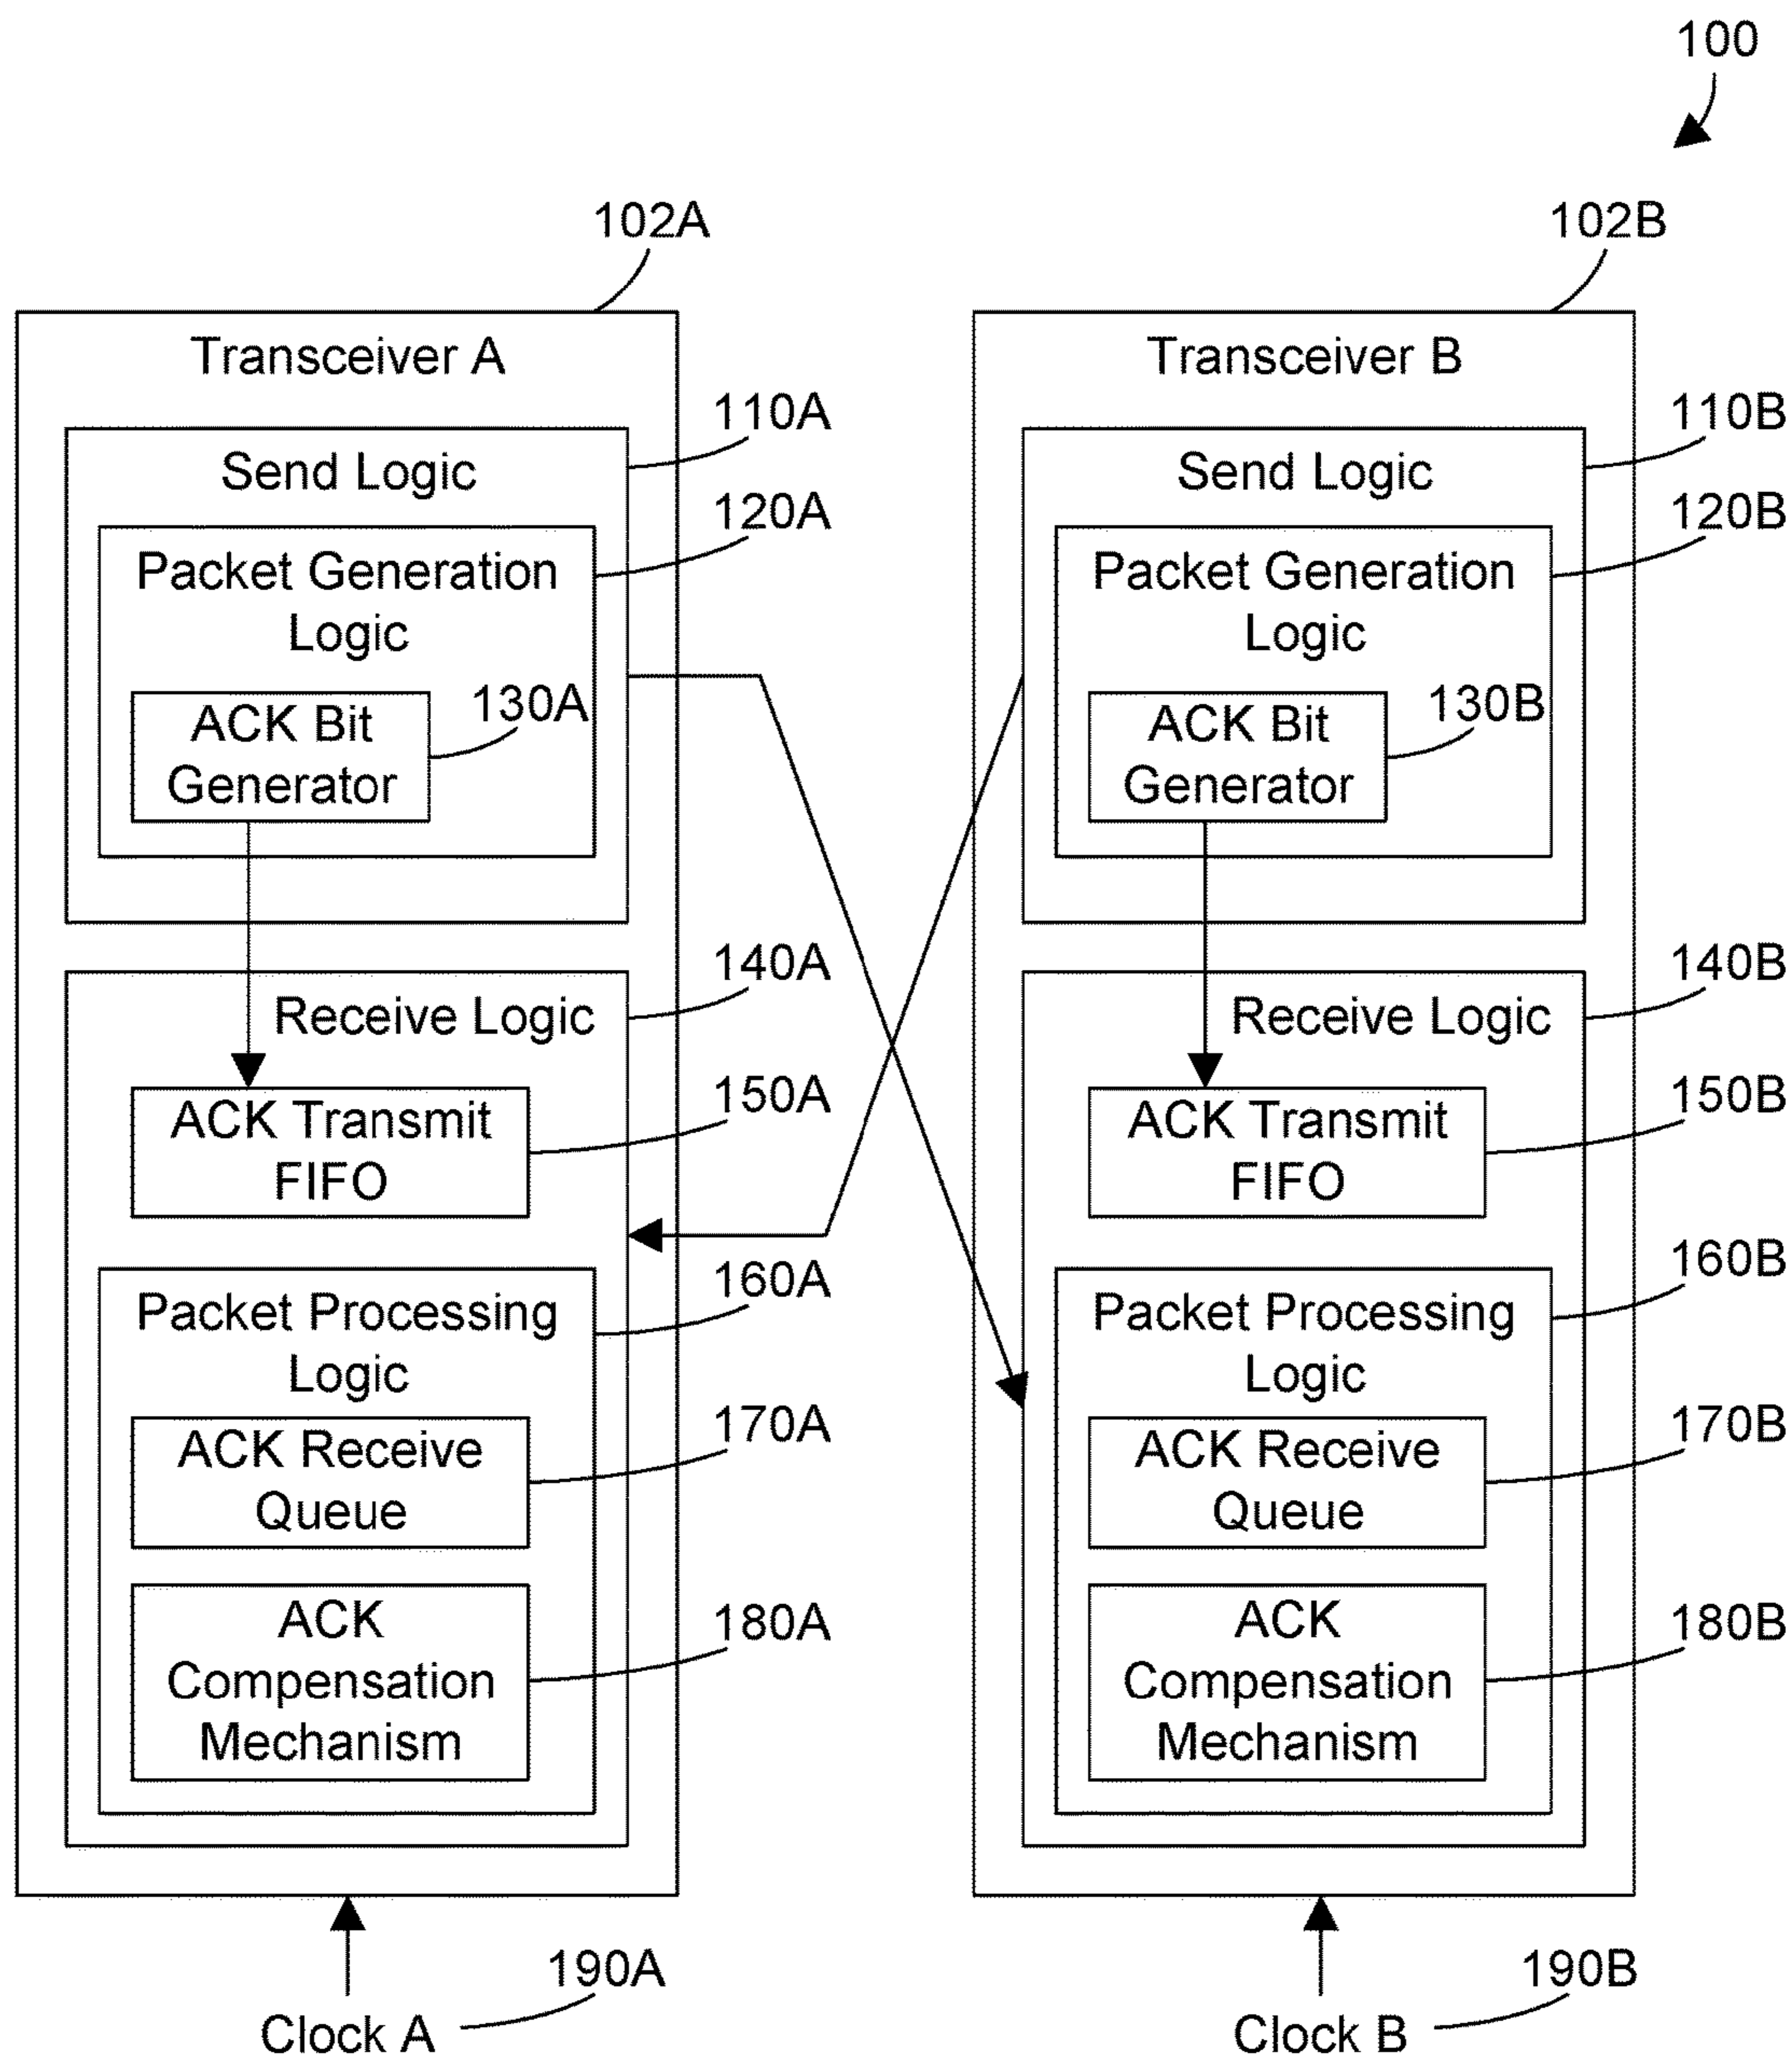 100
102A
102B
Transceiver A
Transceiver B
110A
110B
Send Logic
Send Logic
120A
120B
Packet Generation
Logic
Packet Generation
Logic
130A
130B
ACK Bit
Generator
ACK Bit
Generator
140A
140B
Receive Logic
Receive Logic
150A
150B
ACK Transmit
FIFO
ACK Transmit
FIFO
160A
160B
Packet Processing
Logic
Packet Processing
Logic
170A
170B
ACK Receive
Queue
ACK Receive
Queue
180A
180B
ACK
Compensation
Mechanism
ACK
Compensation
Mechanism
190A
190B
Clock A
Clock B